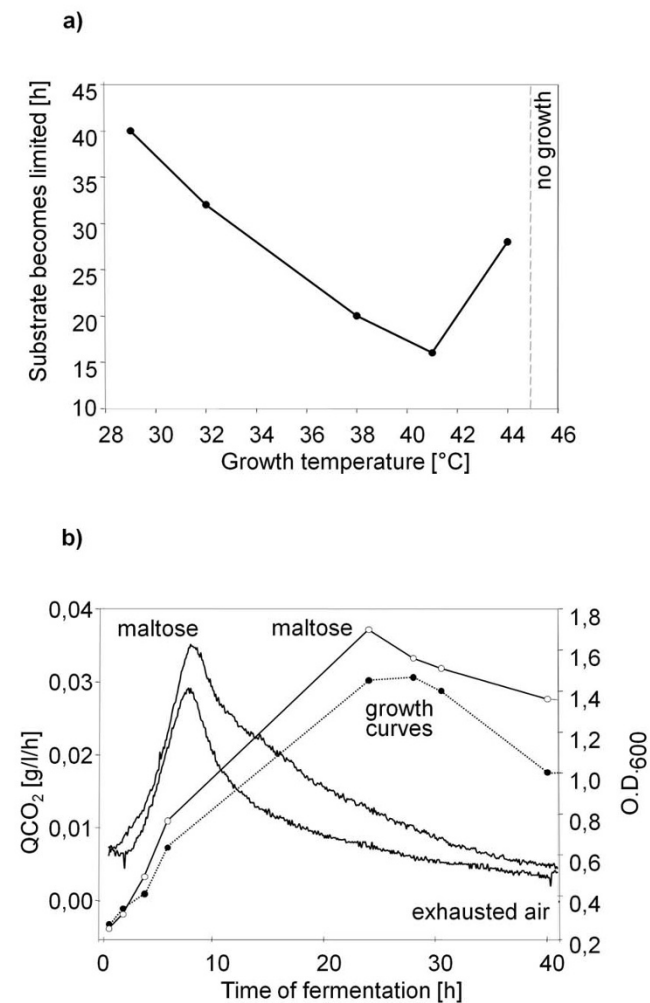 a)
Substrate becomes limited [h]
45
40
35
30
25
20
15
10
no growth
28 30 32 34 36 38 40 42 44 46
Growth temperature [°C]
b)
QCO2 [g/l/h]
0,04
0,03
0,02
0,01
0,00
maltose
maltose
growth
curves
exhausted air
1,8
1,6
1,4
1,2
1,0
0,8
0,6
0,4
0,2
O.D.600
0 10 20 30 40
Time of fermentation [h]